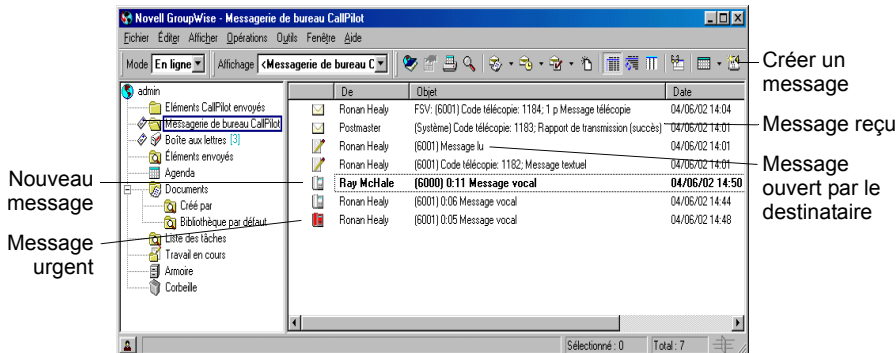 Novell GroupWise - Messagerie de bureau CallPilot
Fichier Éditer Afficher Opérations Outils Fenêtre Aide
Mode En ligne Affichage <Messagerie de bureau C
Créer un
message
admin
Eléments CallPilot envoyés
Messagerie de bureau CallPilot
Boîte aux lettres [3]
Éléments envoyés
Agenda
Documents
Créé par
Bibliothèque par défaut
Liste des tâches
Travail en cours
Armoire
Corbeille
De Objet Date
Ronan Healy FSV: (6001) Code télécopie: 1184; 1 p Message télécopie 04/06/02 14:04
Postmaster (Système) Code télécopie: 1183; Rapport de transmission (succès) 04/06/02 14:01
Ronan Healy (6001) Message lu 04/06/02 14:01
Ronan Healy (6001) Code télécopie: 1182; Message textuel 04/06/02 14:01
Ray McHale (6000) 0:11 Message vocal 04/06/02 14:50
Ronan Healy (6001) 0:06 Message vocal 04/06/02 14:44
Ronan Healy (6001) 0:05 Message vocal 04/06/02 14:48
Message reçu
Message
ouvert par le
destinataire
Nouveau
message
Message
urgent
Sélectionné : 0 Total : 7